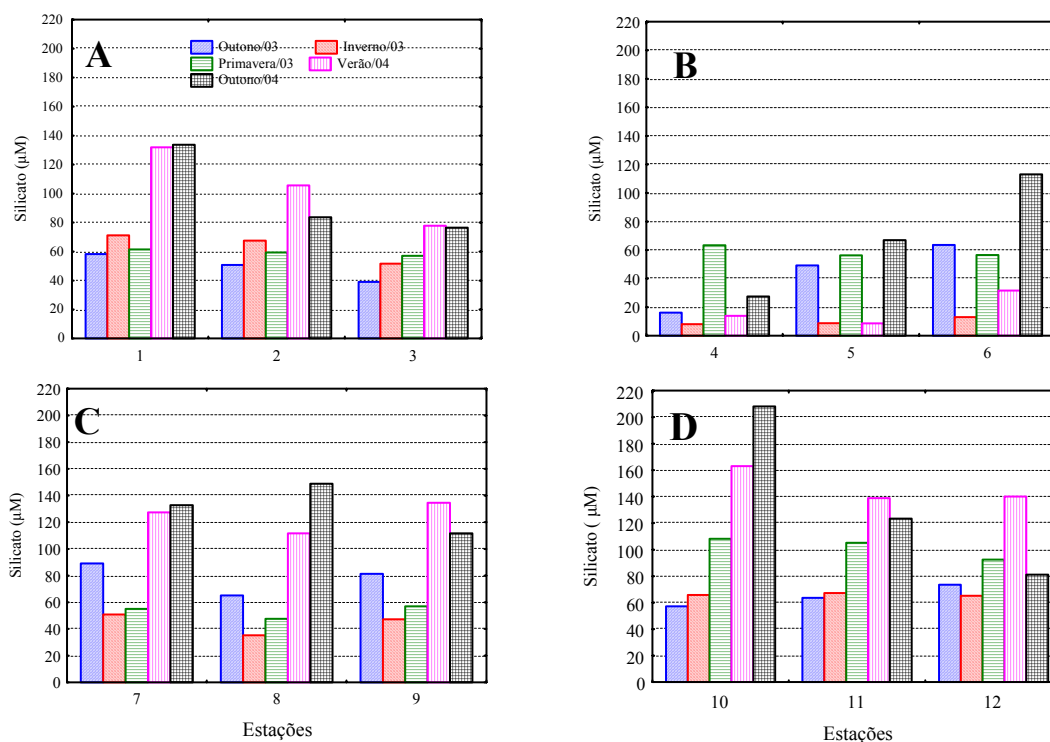 A
Outono/03
Inverno/03
Primavera/03
Verão/04
Outono/04
Silicato (µM)
220
200
180
160
140
120
100
80
60
40
20
0
1 2 3
B
Silicato (µM)
220
200
180
160
140
120
100
80
60
40
20
0
4 5 6
C
Silicato (µM)
220
200
180
160
140
120
100
80
60
40
20
0
7 8 9
Estações
D
Silicato ( µM)
220
200
180
160
140
120
100
80
60
40
20
0
10 11 12
Estações